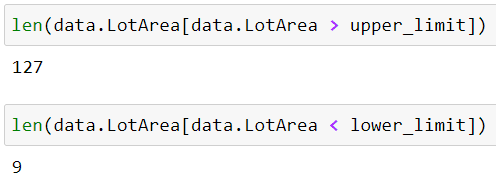 len(data.LotArea[data.LotArea > upper_limit])
127
len(data.LotArea[data.LotArea < lower_limit])
9